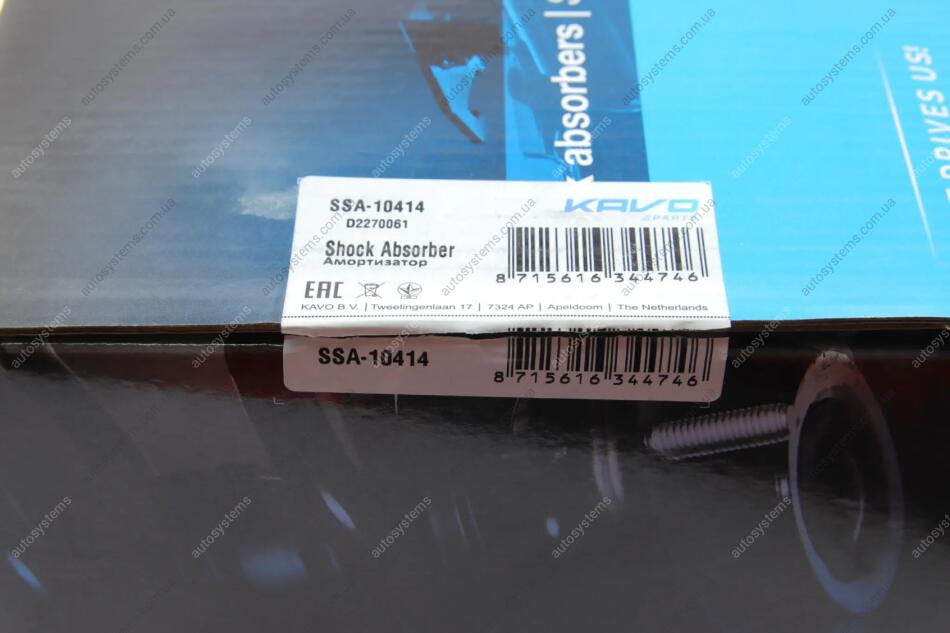 absorbers | S
DRIVES US!
SSA-10414
D2270061
KAVO
PARTS
Shock Absorber
Амортизатор
8 715616 344746
EAC
KAVO B.V. | Tweelingenlaan 17 | 7324 AP | Apeldoorn | The Netherlands
SSA-10414
8 715616 344746
autosystems.com.ua